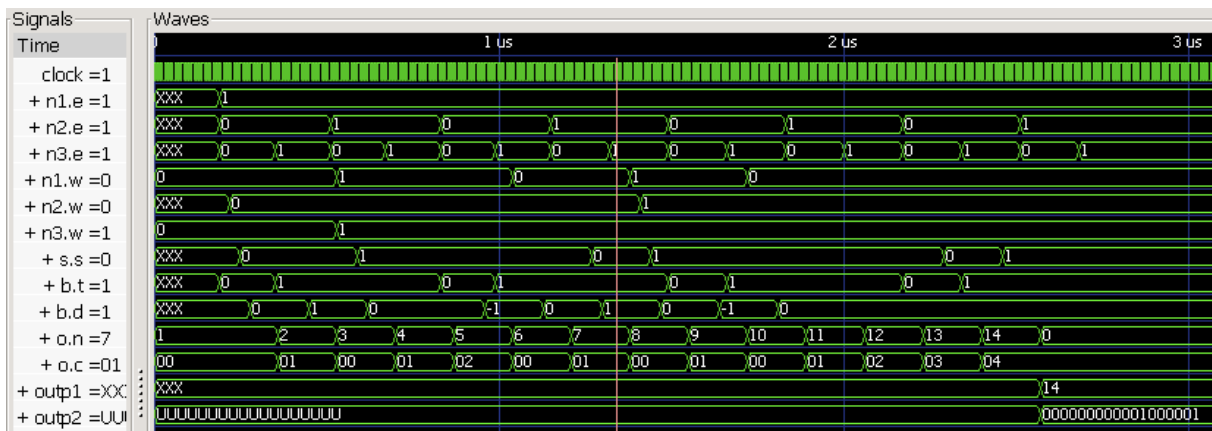 Signals Waves
Time 0 1 us 2 us 3 us
clock =1
+ n1.e =1 XXX 1
+ n2.e =1 XXX 0 1 0 1 0 1 0 1
+ n3.e =1 XXX 0 1 0 1 0 1 0 1 0 1 0 1 0 1 0 1
+ n1.w =0 0 1 0 1 0
+ n2.w =0 XXX 0 1
+ n3.w =1 0 1
+ s.s =0 XXX 0 1 0 1 0 1
+ b.t =1 XXX 0 1 0 1 0 1 0 1
+ b.d =1 XXX 0 1 0 -1 0 1 0 -1 0
+ o.n =7 1 2 3 4 5 6 7 8 9 10 11 12 13 14 0
+ o.c =01 00 01 00 01 02 00 01 00 01 00 01 02 03 04
+ outp1 =XX XXX 14
+ outp2 =UU UUUUUUUUUUUUUUUUUU 000000000001000001